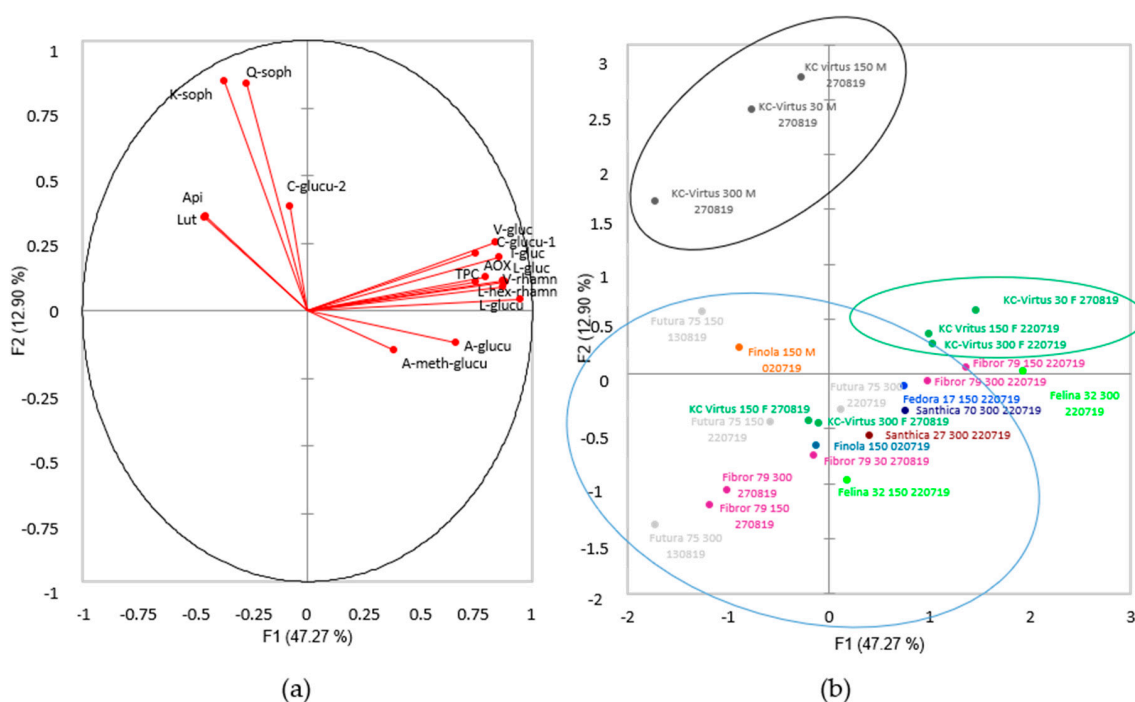 1
0.75
0.5
0.25
0
-0.25
-0.5
-0.75
-1
F2 (12.90 %)
K-soph
Q-soph
C-glucu-2
Api
Lut
V-gluc
C-glucu-1
I-gluc
AOX
L-gluc
TPC
V-rhamn
L-hex-rhamn
L-glucu
A-glucu
A-meth-glucu
-1
-0.75
-0.5
-0.25
0
0.25
0.5
0.75
1
F1 (47.27 %)
(a)
3
2.5
2
1.5
1
0.5
0
-0.5
-1
-1.5
-2
F2 (12.90 %)
KC virtus 150 M
270819
KC-Virtus 30 M
270819
KC-Virtus 300 M
270819
KC-Virtus 30 F 270819
KC Virtus 150 F 220719
KC-Virtus 300 F 220719
Futura 75 150
130819
Finola 150 M
020719
Fibror 79 150 220719
Fibror 79 300 220719
Felina 32 300
220719
Futura 75 300
220719
Fedora 17 150 220719
Santhica 70 300 220719
KC Virtus 150 F 270819
KC-Virtus 300 F 270819
Futura 75 150
220719
Santhica 27 300 220719
Finola 150 020719
Fibror 79 30 270819
Fibror 79 300
270819
Felina 32 150 220719
Fibror 79 150
270819
Futura 75 300
130819
-2
-1
0
1
2
3
F1 (47.27 %)
(b)